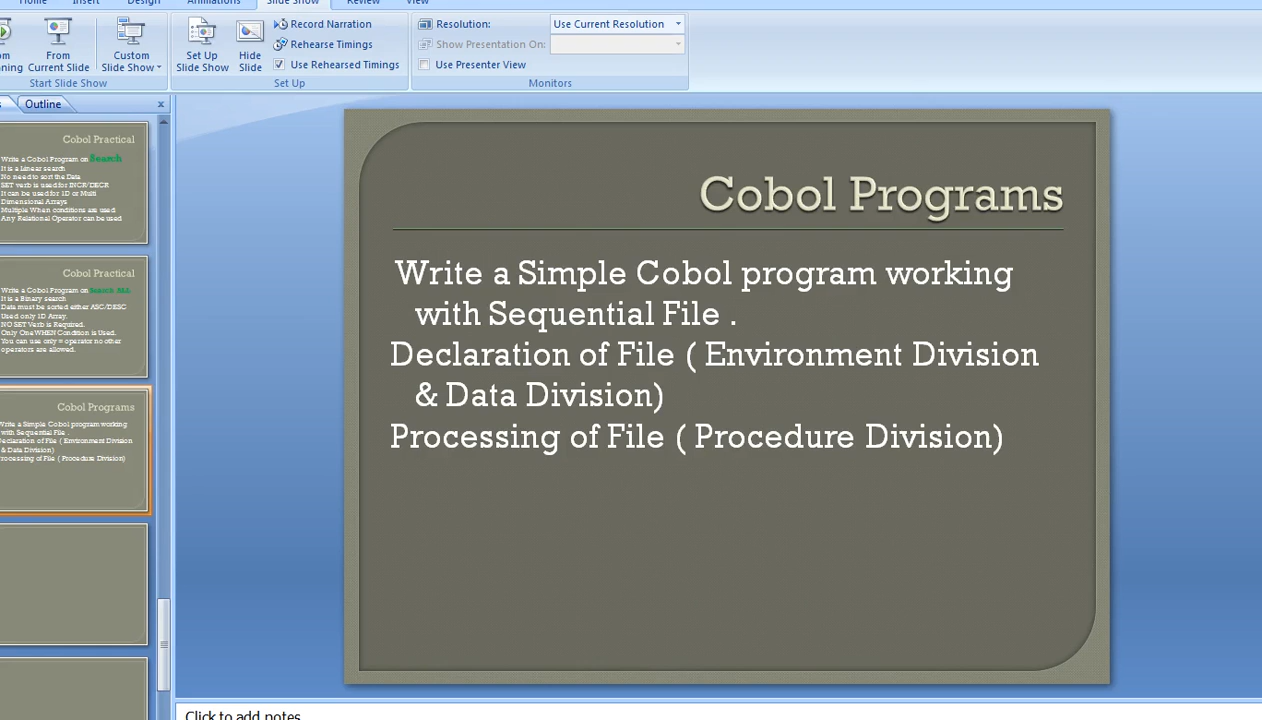 Home Insert Design Animations Slide Show Review View
Record Narration
Rehearse Timings
Use Rehearsed Timings
From
Current Slide
Custom
Slide Show
Set Up
Slide Show
Hide
Slide
Resolution: Use Current Resolution
Show Presentation On:
Use Presenter View
Start Slide Show
Set Up
Monitors
Outline x
Cobol Practical
Write a Cobol Program on Search
It is a Linear search
No need to sort the Data
SET verb is used for INCR/DECR
It can be used for 1D or Multi
Dimensional Arrays
Multiple When conditions are used
Any Relational Operator can be used
Cobol Practical
Write a Cobol Program on Search ALL
It is a Binary search
Data must be sorted either ASC/DESC
Used only 1D Array.
NO SET Verb is Required.
Only One WHEN Condition is Used.
You can use only = operator no other
operators are allowed.
Cobol Programs
Write a Simple Cobol program working
with Sequential File .
Declaration of File ( Environment Division
& Data Division)
Processing of File ( Procedure Division)
Cobol Programs
Write a Simple Cobol program working
with Sequential File .
Declaration of File ( Environment Division
& Data Division)
Processing of File ( Procedure Division)
Click to add notes